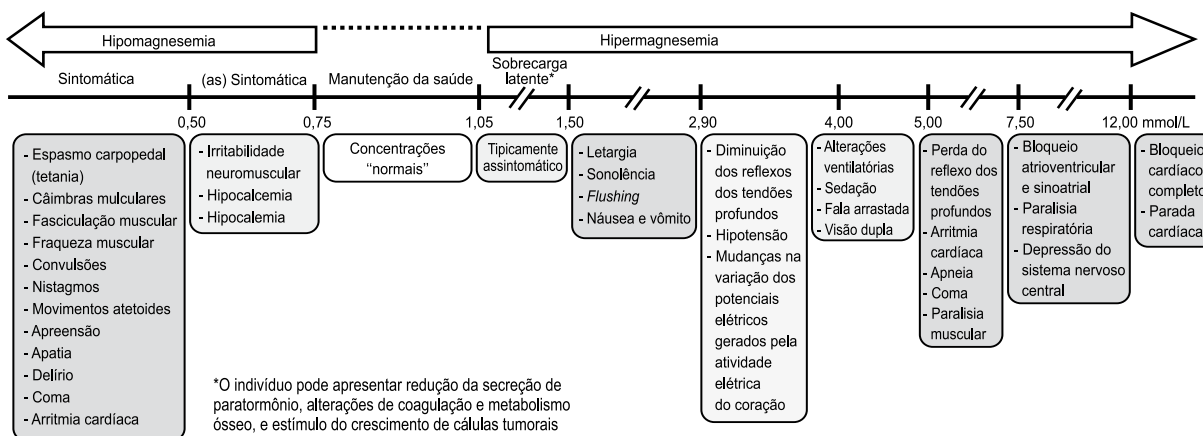 Hipomagnesemia
Hipermagnesemia
Sintomática
(as) Sintomática
Manutenção da saúde
Sobrecarga
latente*
0,50
0,75
1,05
1,50
2,90
4,00
5,00
7,50
12,00 mmol/L
- Espasmo carpopedal
(tetania)
- Câimbras mulculares
- Fasciculação muscular
- Fraqueza muscular
- Convulsões
- Nistagmos
- Movimentos atetoides
- Apreensão
- Apatia
- Delírio
- Coma
- Arritmia cardíaca
- Irritabilidade
neuromuscular
- Hipocalcemia
- Hipocalemia
Concentrações
“normais”
Tipicamente
assintomático
- Letargia
- Sonolência
- Flushing
- Náusea e vômito
- Diminuição
dos reflexos
dos tendões
profundos
- Hipotensão
- Mudanças na
variação dos
potenciais
elétricos
gerados pela
atividade
elétrica
do coração
- Alterações
ventilatórias
- Sedação
- Fala arrastada
- Visão dupla
- Perda do
reflexo dos
tendões
profundos
- Arritmia
cardíaca
- Apneia
- Coma
- Paralisia
muscular
- Bloqueio
atrioventricular
e sinoatrial
- Paralisia
respiratória
- Depressão do
sistema nervoso
central
- Bloqueio
cardíaco
completo
- Parada
cardíaca
*O indivíduo pode apresentar redução da secreção de
paratormônio, alterações de coagulação e metabolismo
ósseo, e estímulo do crescimento de cálulas tumorais